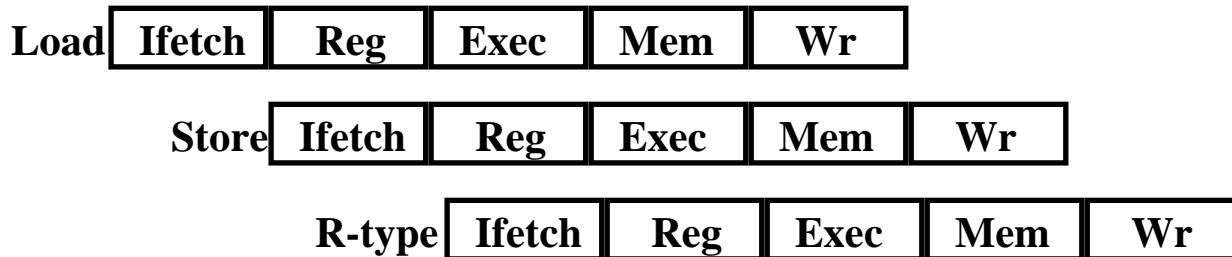 Load Ifetch Reg Exec Mem Wr
Store Ifetch Reg Exec Mem Wr
R-type Ifetch Reg Exec Mem Wr